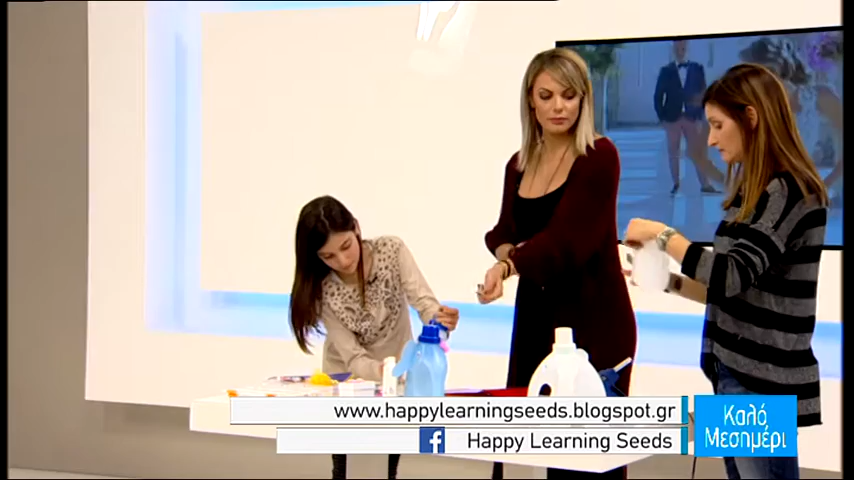 www.happylearningseeds.blogspot.gr
Happy Learning Seeds
Καλό
Μεσημέρι